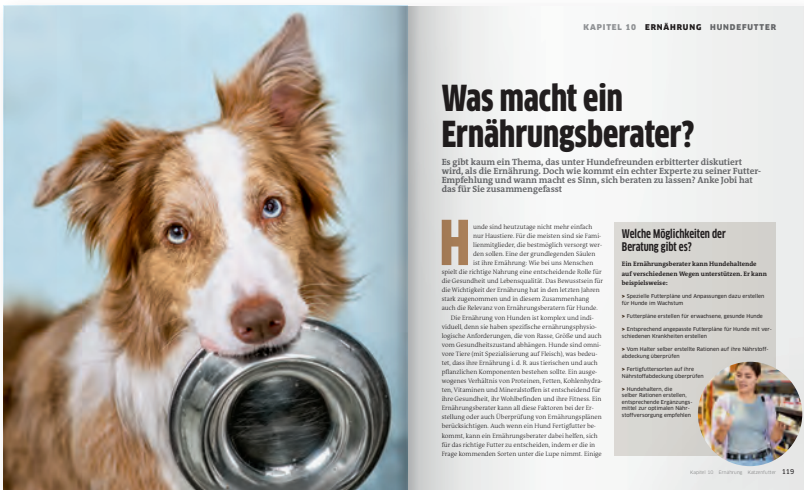 KAPITEL 10 ERNÄHRUNG HUNDEFUTTER
Was macht ein
Ernährungsberater?
Es gibt kaum ein Thema, das unter Hundefreunden erbitterter diskutiert
wird, als die Ernährung. Doch wie kommt ein echter Experte zu seiner Futter-
Empfehlung und wann macht es Sinn, sich beraten zu lassen? Anke Jobi hat
das für Sie zusammengefasst
Hunde sind heutzutage nicht mehr einfach
nur Haustiere. Für die meisten sind sie Fami-
lienmitglieder, die bestmöglich versorgt wer-
den sollen. Eine der grundlegenden Säulen
ist ihre Ernährung: Wie bei uns Menschen
spielt die richtige Nahrung eine entscheidende Rolle für
die Gesundheit und Lebensqualität. Das Bewusstsein für
die Wichtigkeit der Ernährung hat in den letzten Jahren
stark zugenommen und in diesem Zusammenhang
auch die Relevanz von Ernährungsberatern für Hunde.
Die Ernährung von Hunden ist komplex und indi-
viduell, denn sie haben spezifische ernährungsphysio-
logische Anforderungen, die von Rasse, Größe und auch
vom Gesundheitszustand abhängen. Hunde sind omni-
vore Tiere (mit Spezialisierung auf Fleisch), was bedeu-
tet, dass ihre Ernährung i. d. R. aus tierischen und auch
pflanzlichen Komponenten bestehen sollte. Ein ausge-
wogenes Verhältnis von Proteinen, Fetten, Kohlenhydra-
ten, Vitaminen und Mineralstoffen ist entscheidend für
ihre Gesundheit, ihr Wohlbefinden und ihre Fitness. Ein
Ernährungsberater kann all diese Faktoren bei der Er-
stellung oder auch Überprüfung von Ernährungsplänen
berücksichtigen. Auch wenn ein Hund Fertigfutter be-
kommt, kann ein Ernährungsberater dabei helfen, sich
für das richtige Futter zu entscheiden, indem er die in
Frage kommenden Sorten unter die Lupe nimmt. Einige
Welche Möglichkeiten der
Beratung gibt es?
Ein Ernährungsberater kann Hundehaltende
auf verschiedenen Wegen unterstützen. Er kann
beispielsweise:
► Spezielle Futterpläne und Anpassungen dazu erstellen
für Hunde im Wachstum
► Futterpläne erstellen für erwachsene, gesunde Hunde
► Entsprechend angepasste Futterpläne für Hunde mit ver-
schiedenen Krankheiten erstellen
► Vom Halter selber erstellte Rationen auf ihre Nährstoff-
abdeckung überprüfen
► Fertigfuttersorten auf ihre
Nährstoffabdeckung überprüfen
► Hundehaltern, die
selber Rationen erstellen,
entsprechende Ergänzungs-
mittel zur optimalen Nähr-
stoffversorgung empfehlen
Kapitel 10 Ernährung Katzenfutter 119